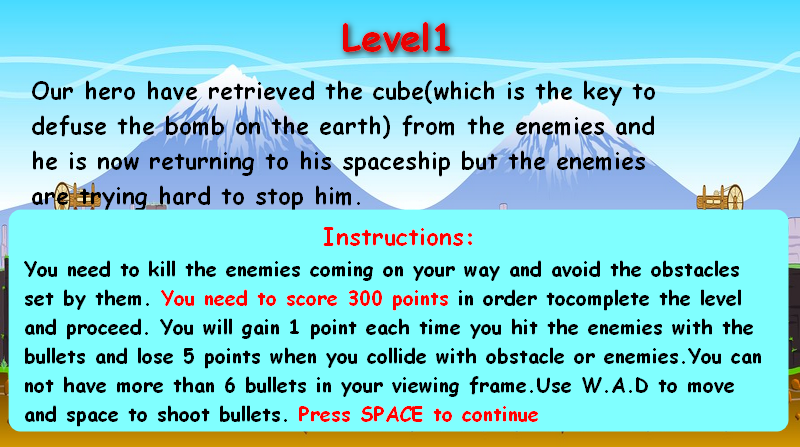 Level1
Our hero have retrieved the cube(which is the key to
defuse the bomb on the earth) from the enemies and
he is now returning to his spaceship but the enemies
are trying hard to stop him.
Instructions:
You need to kill the enemies coming on your way and avoid the obstacles
set by them. You need to score 300 points in order tocomplete the level
and proceed. You will gain 1 point each time you hit the enemies with the
bullets and lose 5 points when you collide with obstacle or enemies.You can
not have more than 6 bullets in your viewing frame.Use W.A.D to move
and space to shoot bullets. Press SPACE to continue